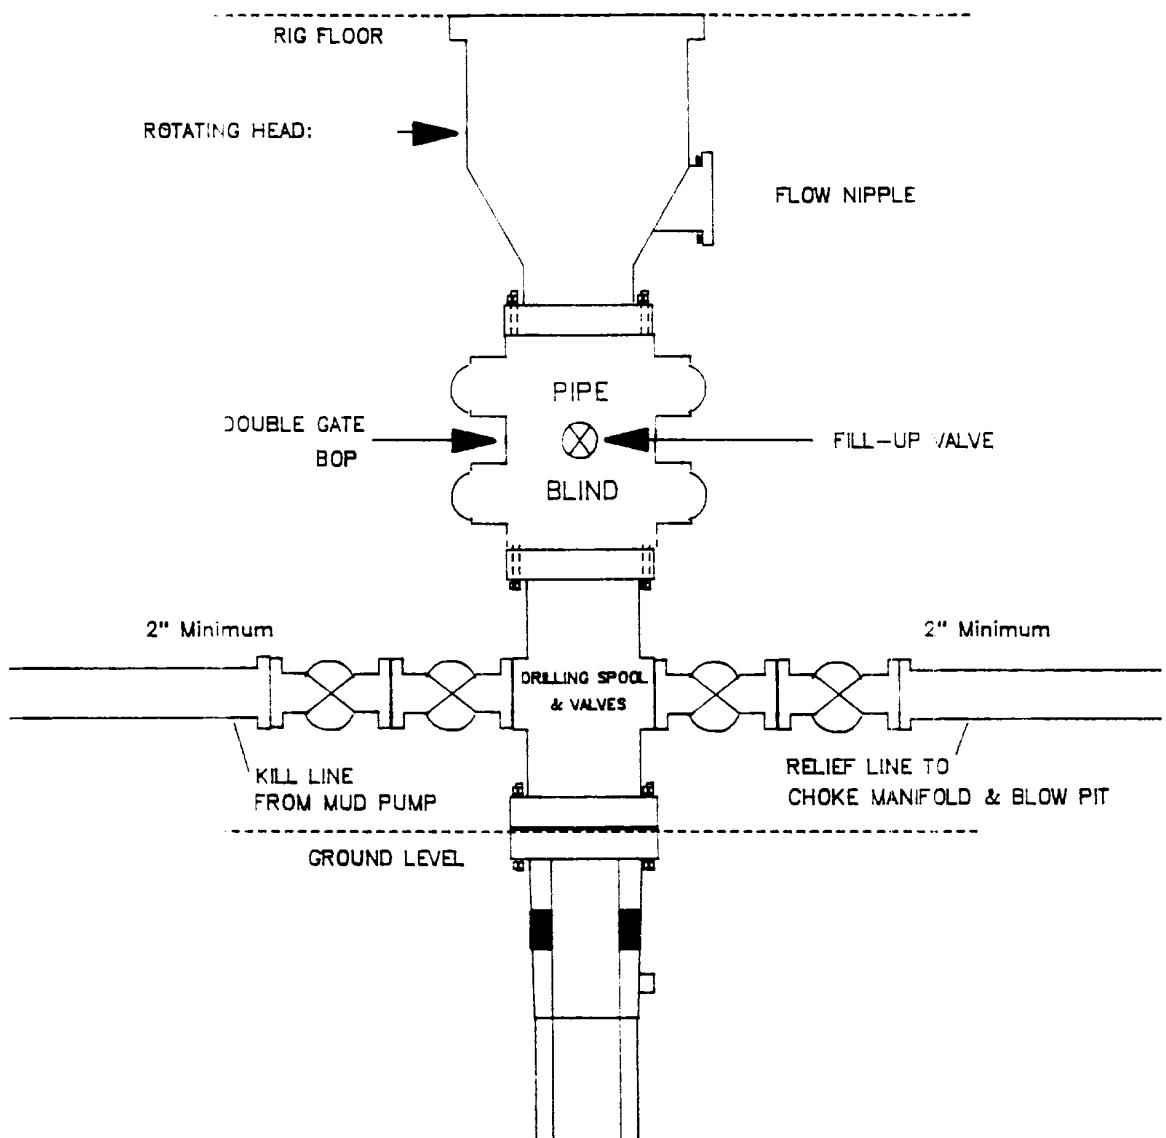 RIG FLOOR
ROTATING HEAD:
FLOW NIPPLE
PIPE
DOUBLE GATE
BOP
FILL-UP VALVE
BLIND
2" Minimum
2" Minimum
DRILLING SPOOL
& VALVES
KILL LINE
FROM MUD PUMP
RELIEF LINE TO
CHOKE MANIFOLD & BLOW PIT
GROUND LEVEL